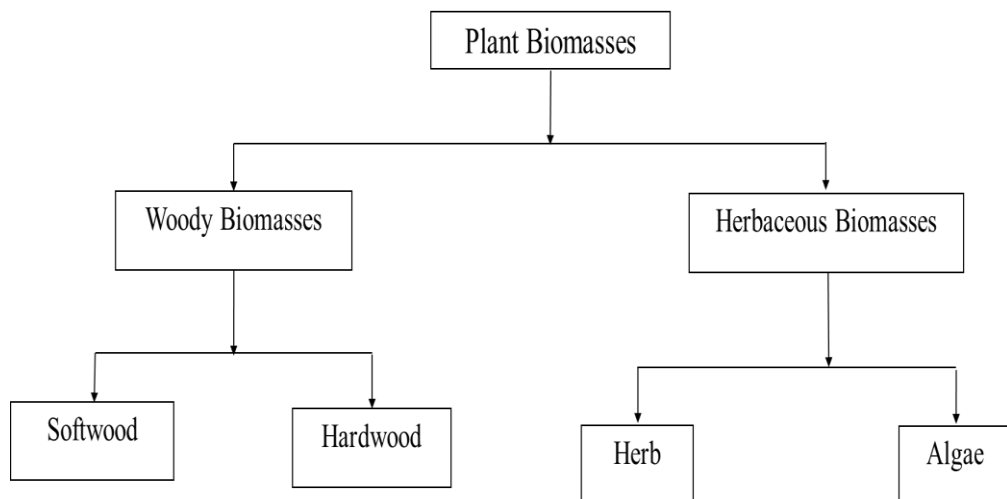 Plant Biomasses
Woody Biomasses
Herbaceous Biomasses
Softwood
Hardwood
Herb
Algae